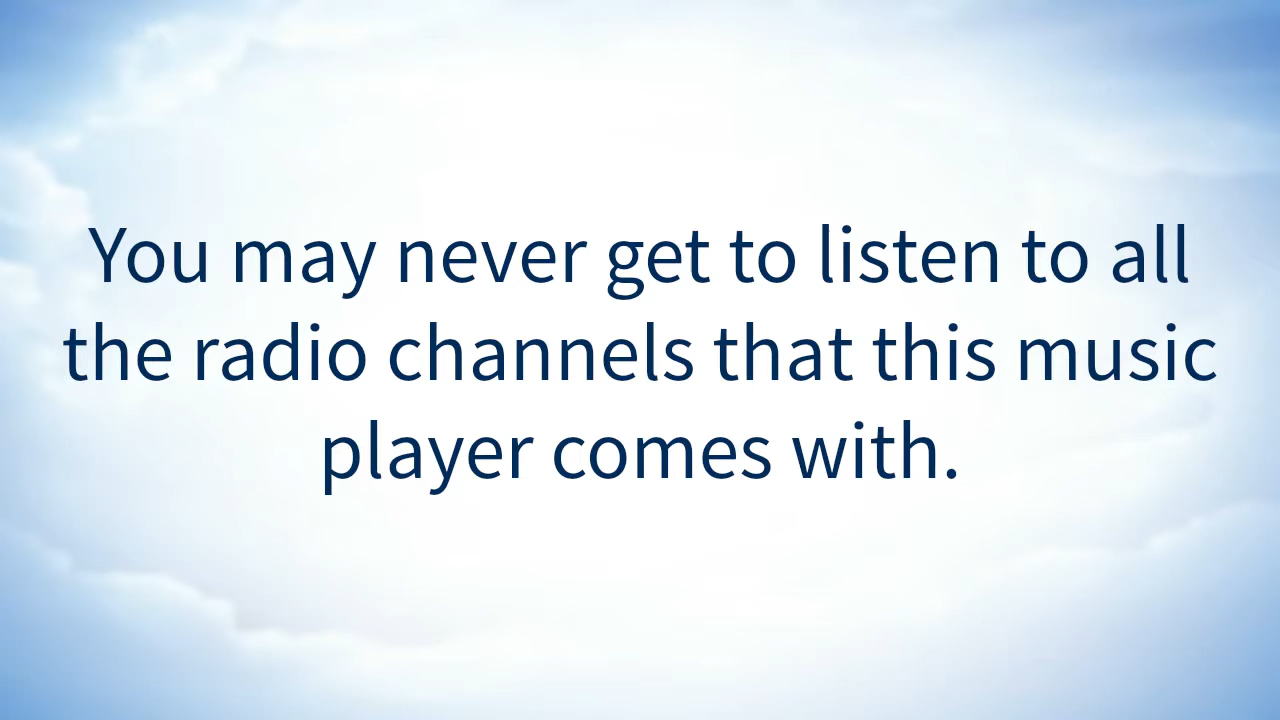 You may never get to listen to all
the radio channels that this music
player comes with.